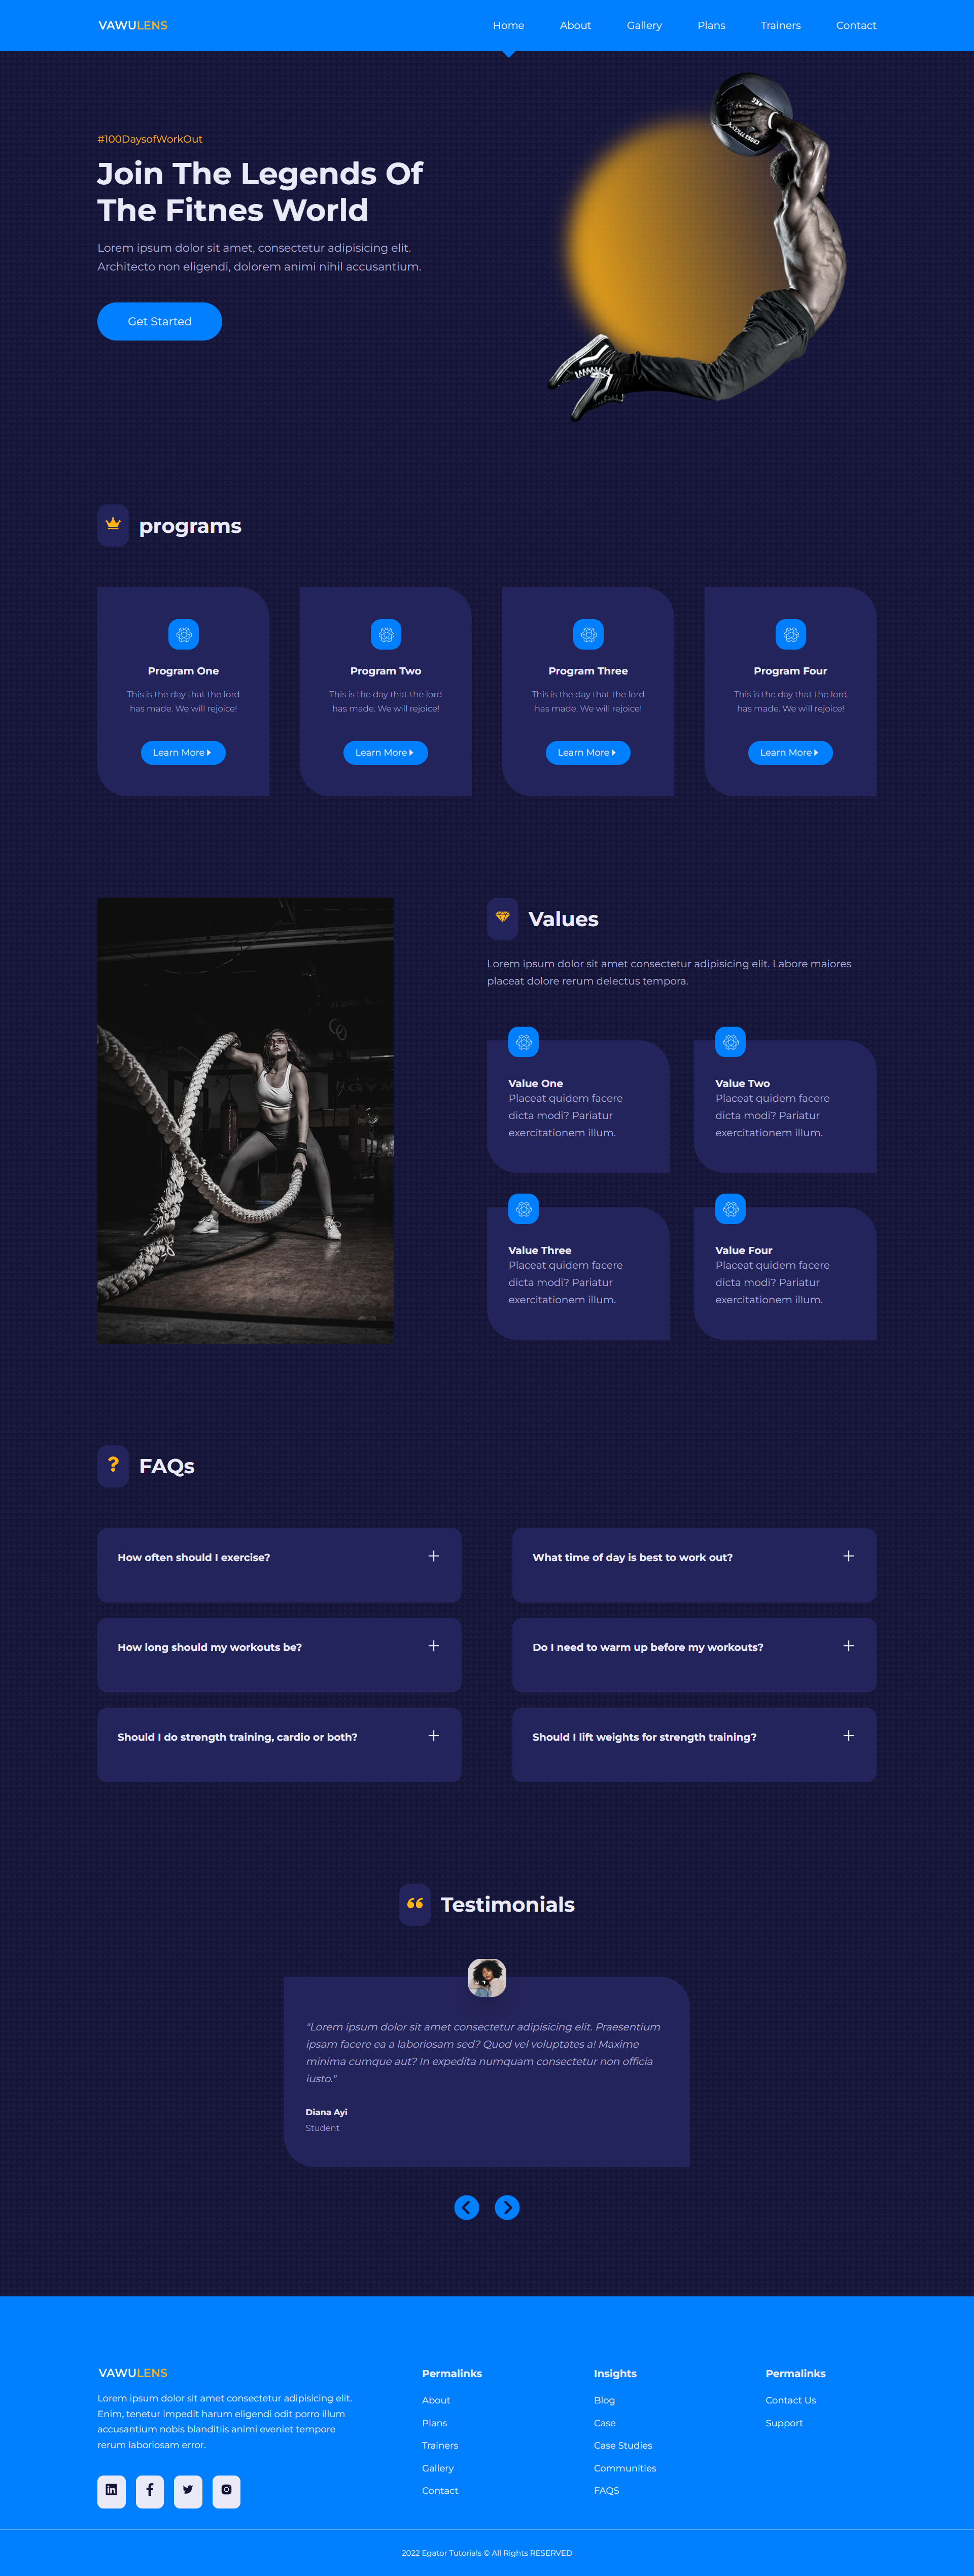 VAWULENS
Home
About
Gallery
Plans
Trainers
Contact
#100DaysofWorkOut
Join The Legends Of
The Fitnes World
Lorem ipsum dolor sit amet, consectetur adipisicing elit.
Architecto non eligendi, dolorem animi nihil accusantium.
Get Started
programs
Program One
This is the day that the lord
has made. We will rejoice!
Learn More
Program Two
This is the day that the lord
has made. We will rejoice!
Learn More
Program Three
This is the day that the lord
has made. We will rejoice!
Learn More
Program Four
This is the day that the lord
has made. We will rejoice!
Learn More
Values
Lorem ipsum dolor sit amet consectetur adipisicing elit. Labore maiores
placeat dolore rerum delectus tempora.
Value One
Placeat quidem facere
dicta modi? Pariatur
exercitationem illum.
Value Two
Placeat quidem facere
dicta modi? Pariatur
exercitationem illum.
Value Three
Placeat quidem facere
dicta modi? Pariatur
exercitationem illum.
Value Four
Placeat quidem facere
dicta modi? Pariatur
exercitationem illum.
FAQs
How often should I exercise?
What time of day is best to work out?
How long should my workouts be?
Do I need to warm up before my workouts?
Should I do strength training, cardio or both?
Should I lift weights for strength training?
Testimonials
"Lorem ipsum dolor sit amet consectetur adipisicing elit. Praesentium
ipsam facere ea a laboriosam sed? Quod vel voluptates a! Maxime
minima cumque aut? In expedita numquam consectetur non officia
iusto."
Diana Ayi
Student
VAWULENS
Lorem ipsum dolor sit amet consectetur adipisicing elit.
Enim, tenetur impedit harum eligendi odit porro illum
accusantium nobis blanditiis animi eveniet tempore
rerum laboriosam error.
Permalinks
About
Plans
Trainers
Gallery
Contact
Insights
Blog
Case
Case Studies
Communities
FAQS
Permalinks
Contact Us
Support
2022 Egator Tutorials © All Rights RESERVED